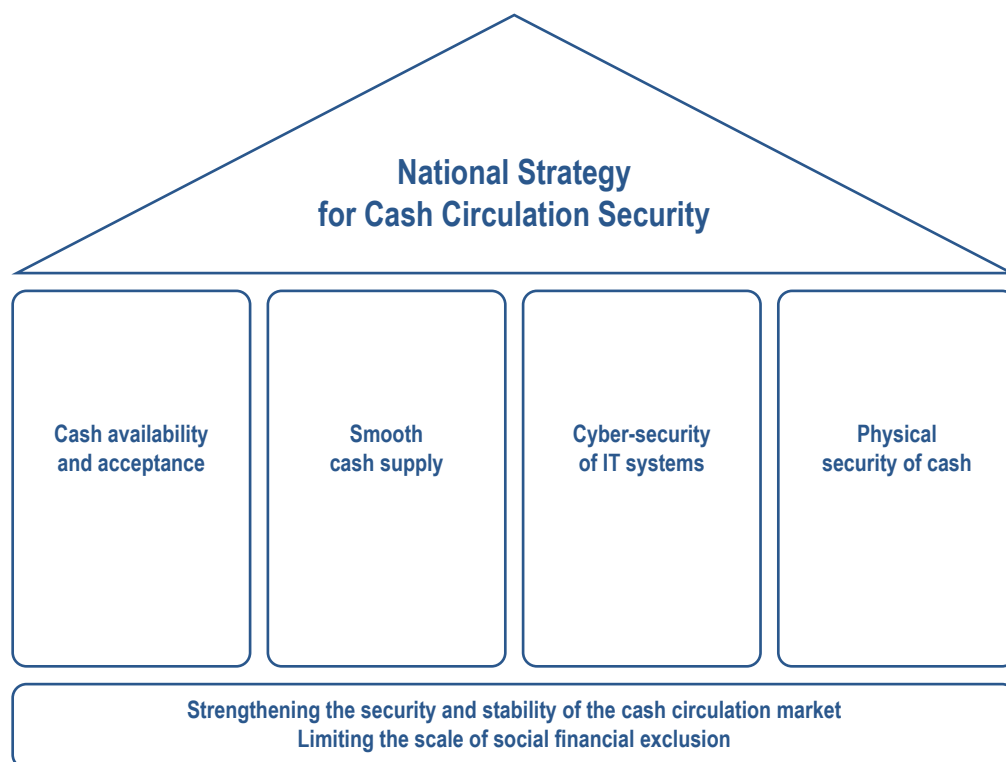 National Strategy
for Cash Circulation Security
Cash availability
and acceptance
Smooth
cash supply
Cyber-security
of IT systems
Physical
security of cash
Strengthening the security and stability of the cash circulation market
Limiting the scale of social financial exclusion